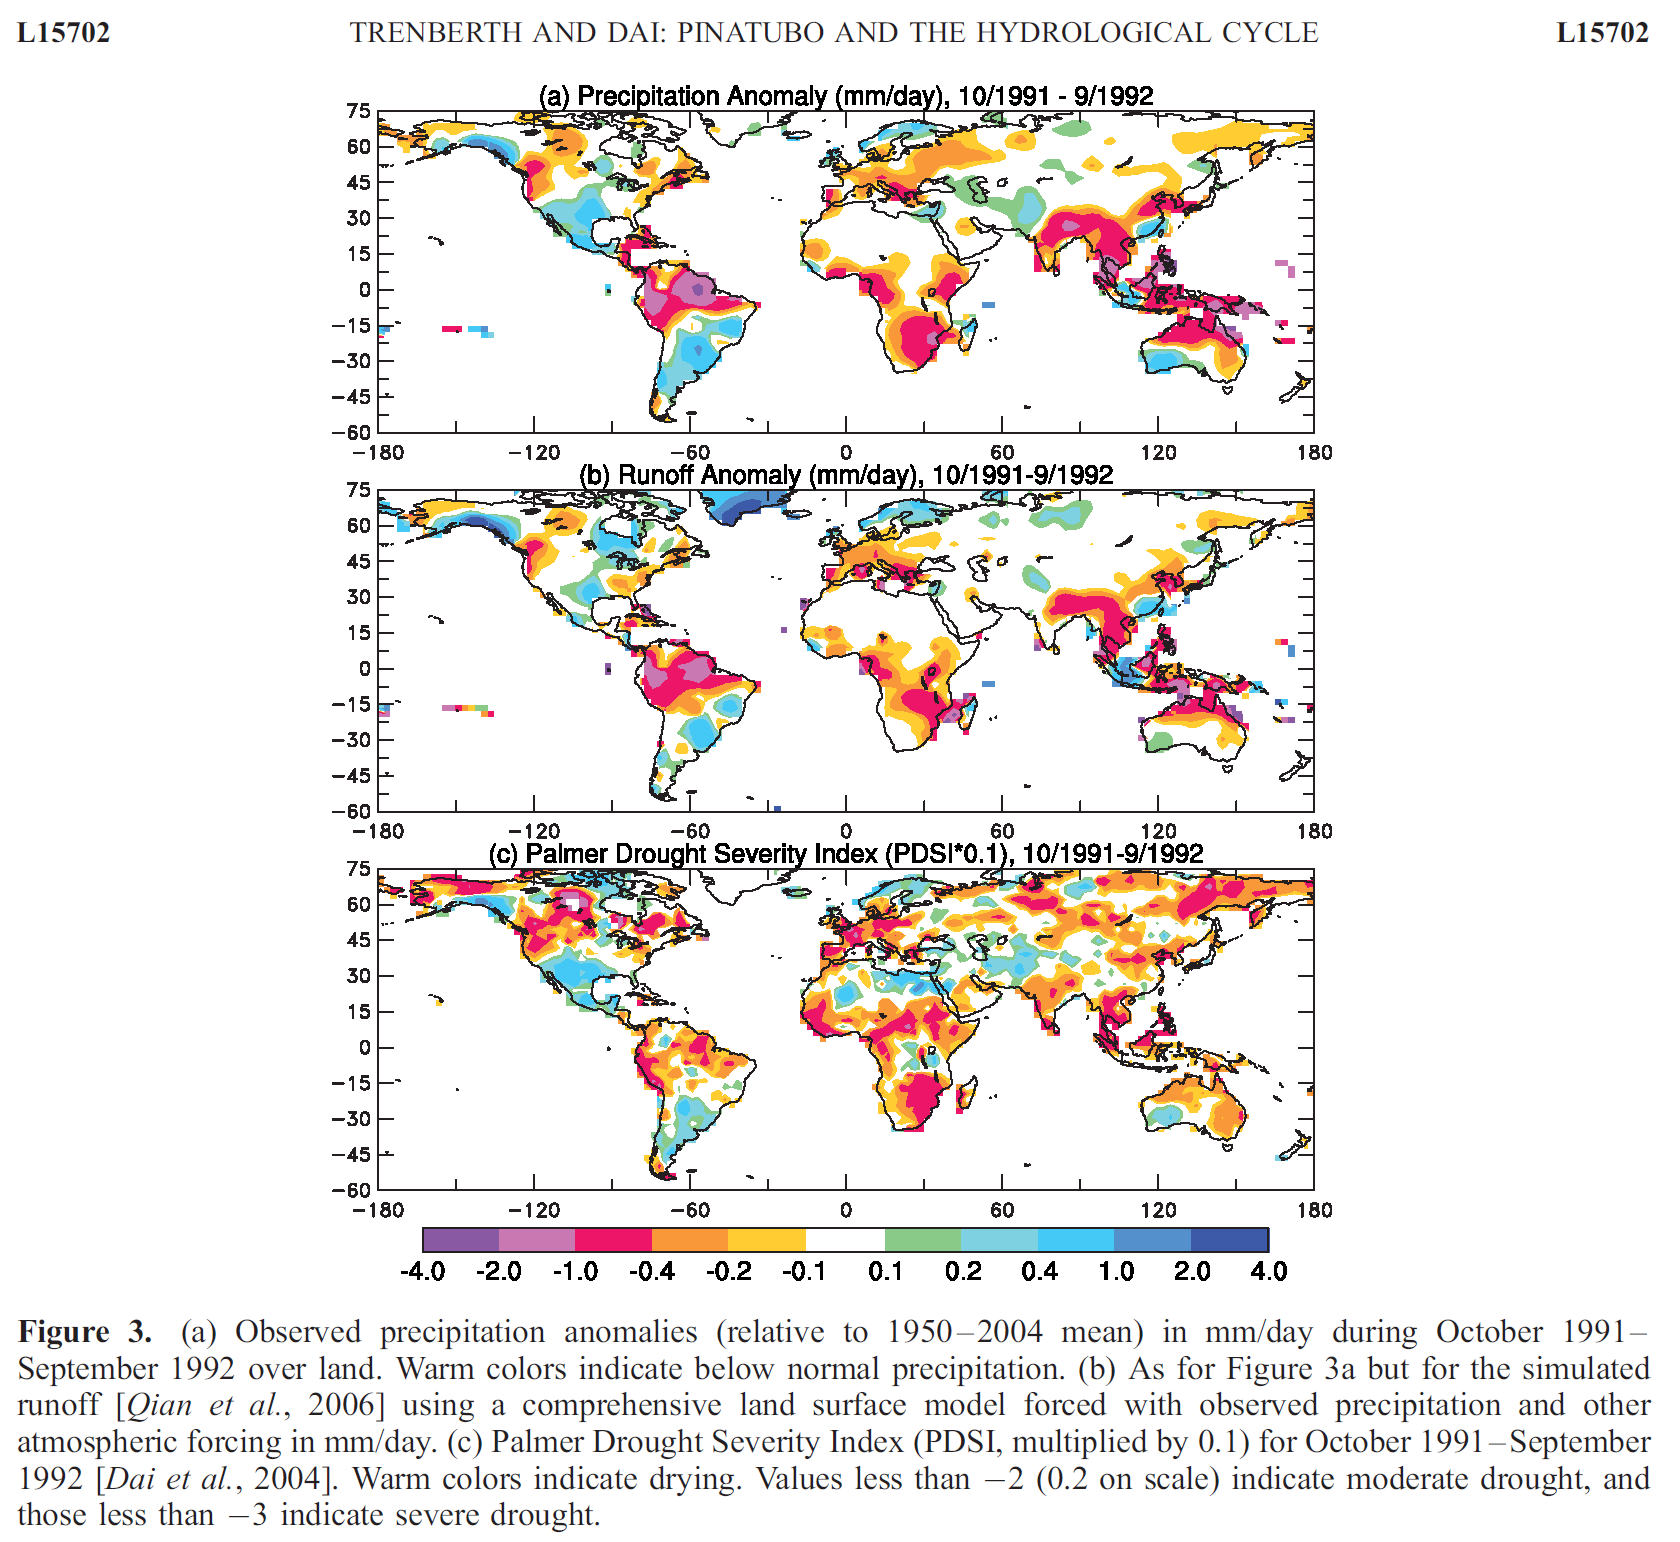 L15702 TRENBERTH AND DAI: PINATUBO AND THE HYDROLOGICAL CYCLE L15702
(a) Precipitation Anomaly (mm/day), 10/1991 - 9/1992
75
60
45
30
15
0
−15
−30
−45
−60
−180 −120 −60 0 60 120 180
(b) Runoff Anomaly (mm/day), 10/1991-9/1992
75
60
45
30
15
0
−15
−30
−45
−60
−180 −120 −60 0 60 120 180
(c) Palmer Drought Severity Index (PDSI*0.1), 10/1991-9/1992
75
60
45
30
15
0
−15
−30
−45
−60
−180 −120 −60 0 60 120 180
-4.0 -2.0 -1.0 -0.4 -0.2 -0.1 0.1 0.2 0.4 1.0 2.0 4.0
Figure 3. (a) Observed precipitation anomalies (relative to 1950–2004 mean) in mm/day during October 1991–
September 1992 over land. Warm colors indicate below normal precipitation. (b) As for Figure 3a but for the simulated
runoff [Qian et al., 2006] using a comprehensive land surface model forced with observed precipitation and other
atmospheric forcing in mm/day. (c) Palmer Drought Severity Index (PDSI, multiplied by 0.1) for October 1991–September
1992 [Dai et al., 2004]. Warm colors indicate drying. Values less than −2 (0.2 on scale) indicate moderate drought, and
those less than −3 indicate severe drought.